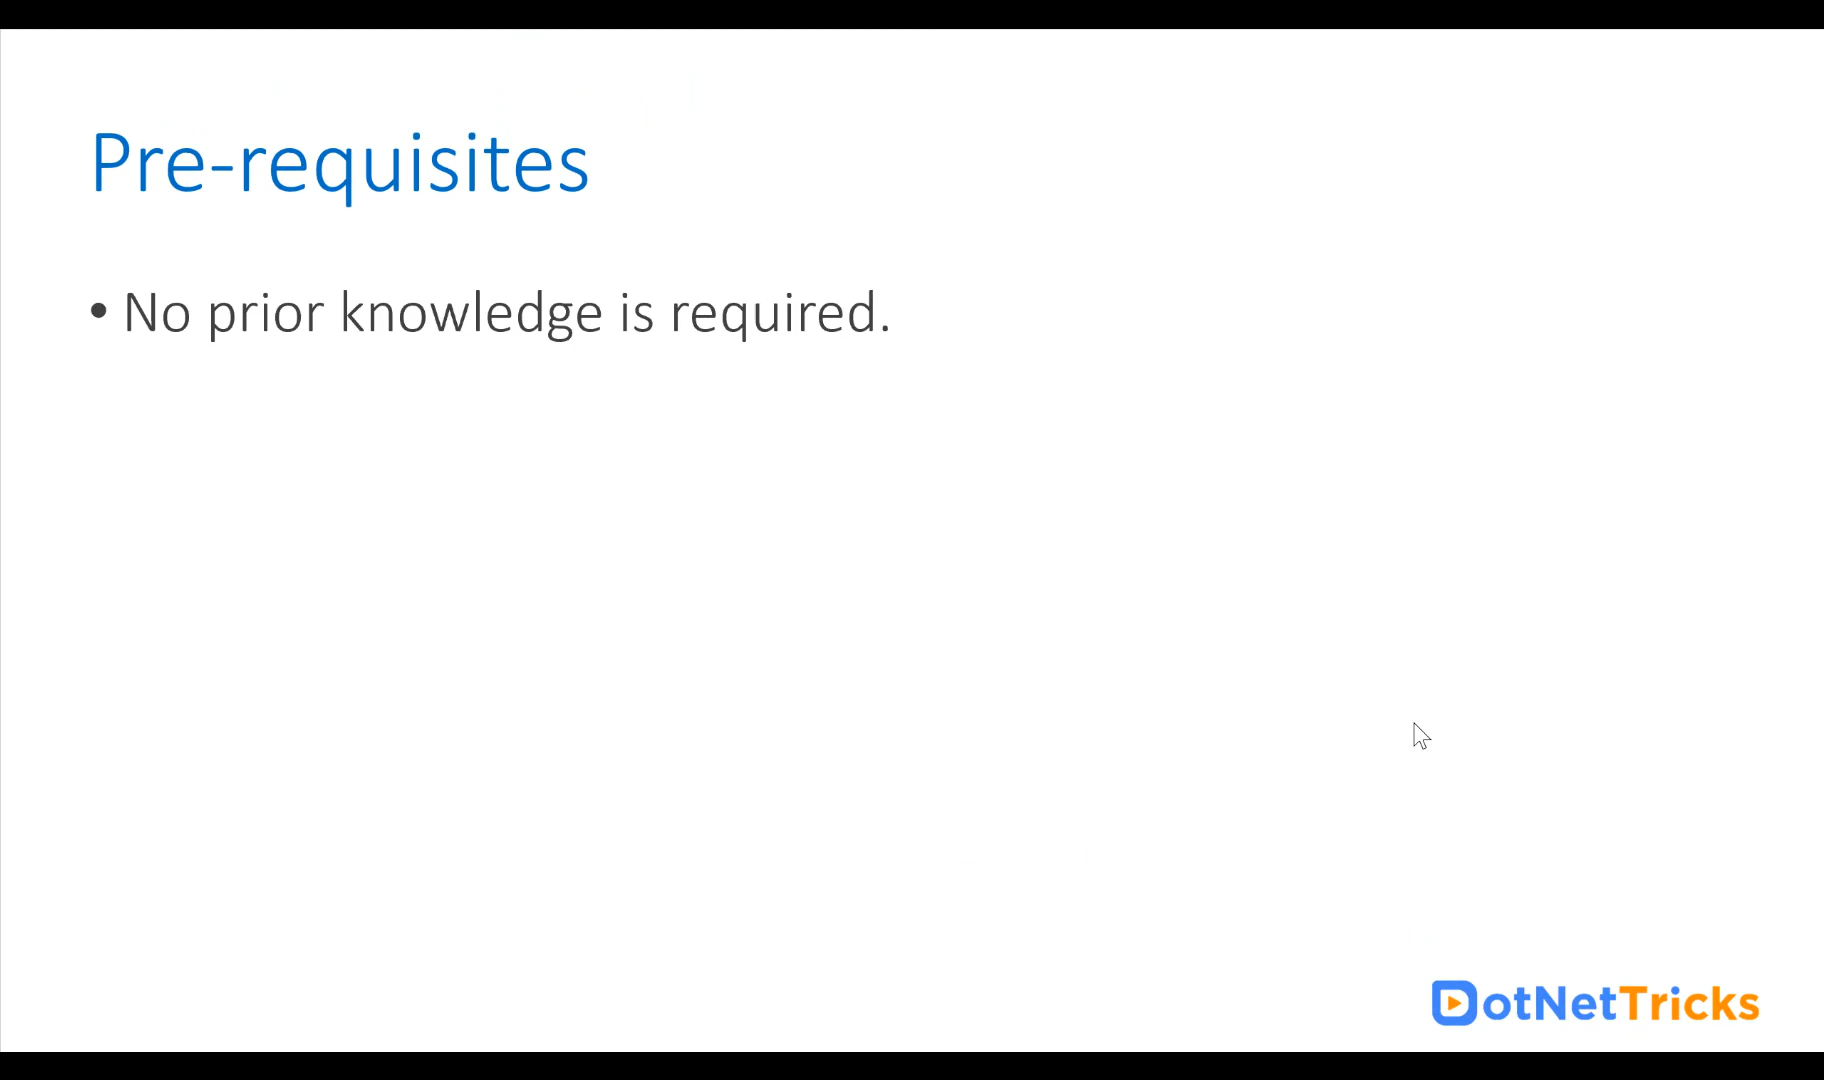 Pre-requisites
• No prior knowledge is required.
DotNetTricks